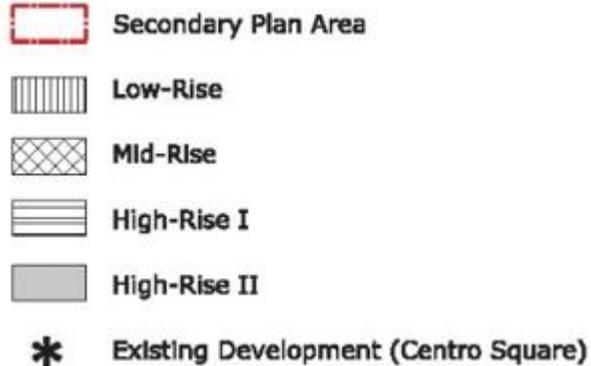 Secondary Plan Area
Low-Rise
Mid-Rise
High-Rise I
High-Rise II
* Existing Development (Centro Square)